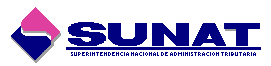 SUNAT
SUPERINTENDENCIA NACIONAL DE ADMINISTRACION TRIBUTARIA